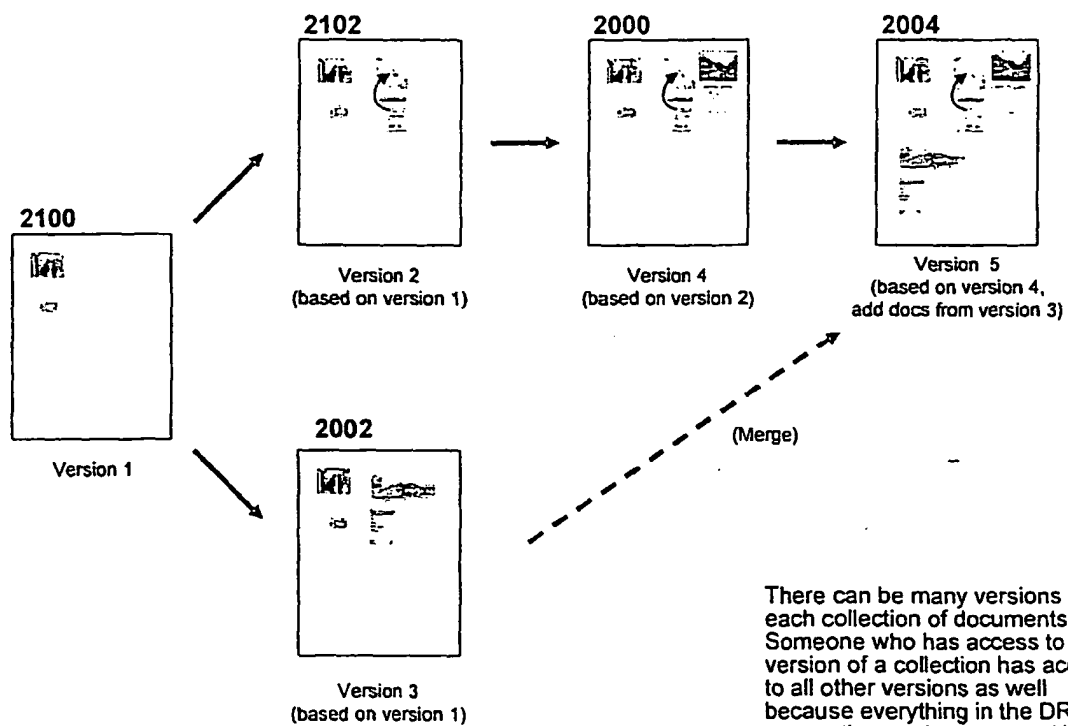 2102
2000
2004
2100
Version 2
(based on version 1)
Version 4
(based on version 2)
Version 5
(based on version 4,
add docs from version 3)
Version 1
2002
(Merge)
Version 3
(based on version 1)
There can be many versions
each collection of documents
Someone who has access to
version of a collection has acc
to all other versions as well
because everything in the DR